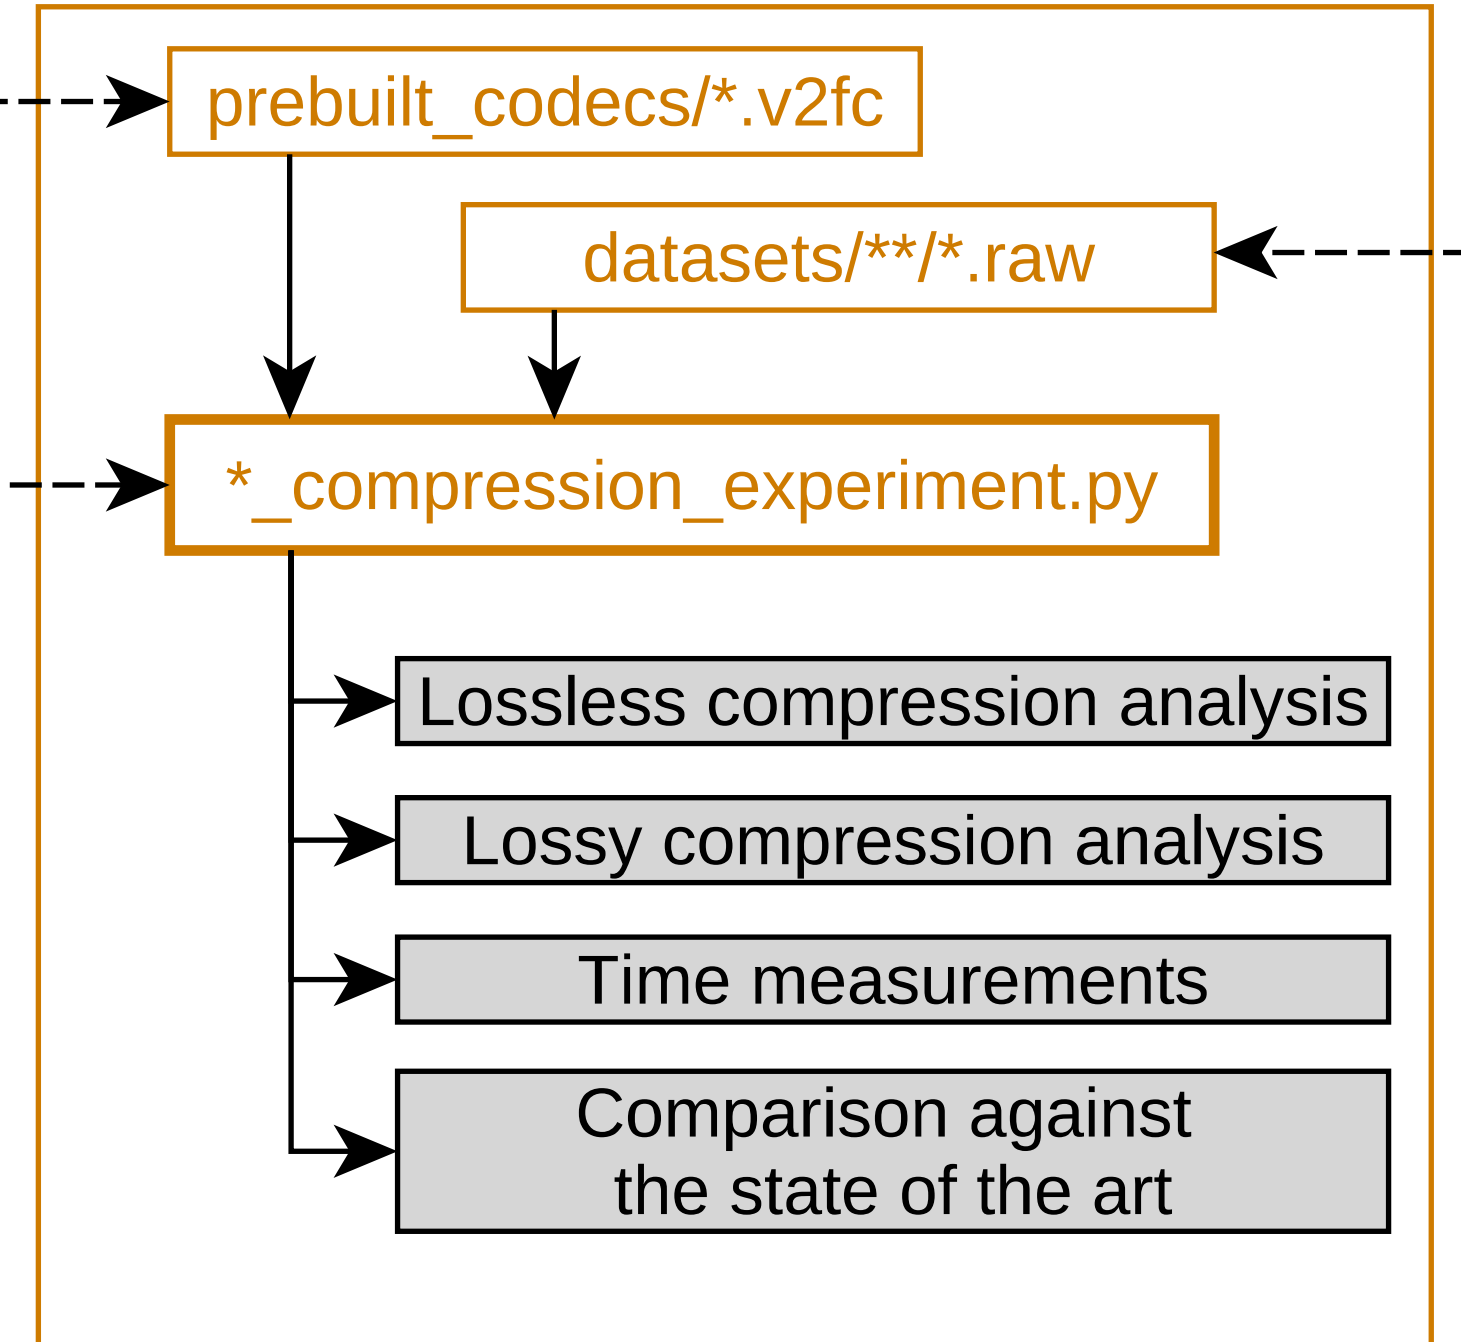 prebuilt_codecs/*.v2fc
datasets/**/*.raw
*_compression_experiment.py
Lossless compression analysis
Lossy compression analysis
Time measurements
Comparison against
the state of the art